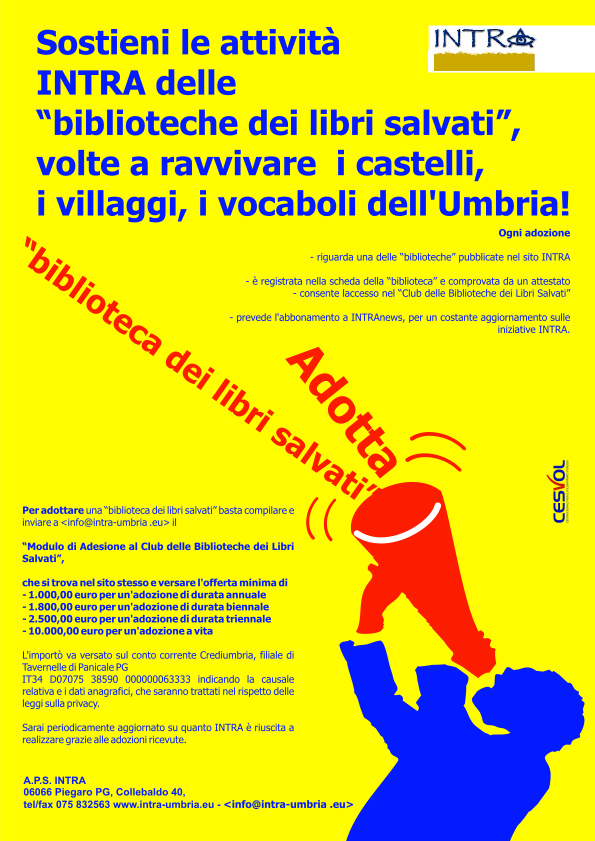 Sostieni le attività
INTRA delle
“biblioteche dei libri salvati”,
volte a ravvivare i castelli,
i villaggi, i vocaboli dell'Umbria!
INTRA
Ogni adozione
- riguarda una delle “biblioteche” pubblicate nel sito INTRA
- è registrata nella scheda della “biblioteca” e comprovata da un attestato
- consente laccesso nel “Club delle Biblioteche dei Libri Salvati”
- prevede l'abbonamento a INTRAnews, per un costante aggiornamento sulle
iniziative INTRA.
Adotta
“biblioteca dei libri salvati”
CESVOL
Per adottare una “biblioteca dei libri salvati” basta compilare e
inviare a <info@intra-umbria .eu> il
“Modulo di Adesione al Club delle Biblioteche dei Libri
Salvati”,
che si trova nel sito stesso e versare l'offerta minima di
- 1.000,00 euro per un'adozione di durata annuale
- 1.800,00 euro per un'adozione di durata biennale
- 2.500,00 euro per un'adozione di durata triennale
- 10.000,00 euro per un'adozione a vita
L'importò va versato sul conto corrente Crediumbria, filiale di
Tavernelle di Panicale PG
IT34 D07075 38590 000000063333 indicando la causale
relativa e i dati anagrafici, che saranno trattati nel rispetto delle
leggi sulla privacy.
Sarai periodicamente aggiornato su quanto INTRA è riuscita a
realizzare grazie alle adozioni ricevute.
A.P.S. INTRA
06066 Piegaro PG, Collebaldo 40,
tel/fax 075 832563 www.intra-umbria.eu - <info@intra-umbria .eu>